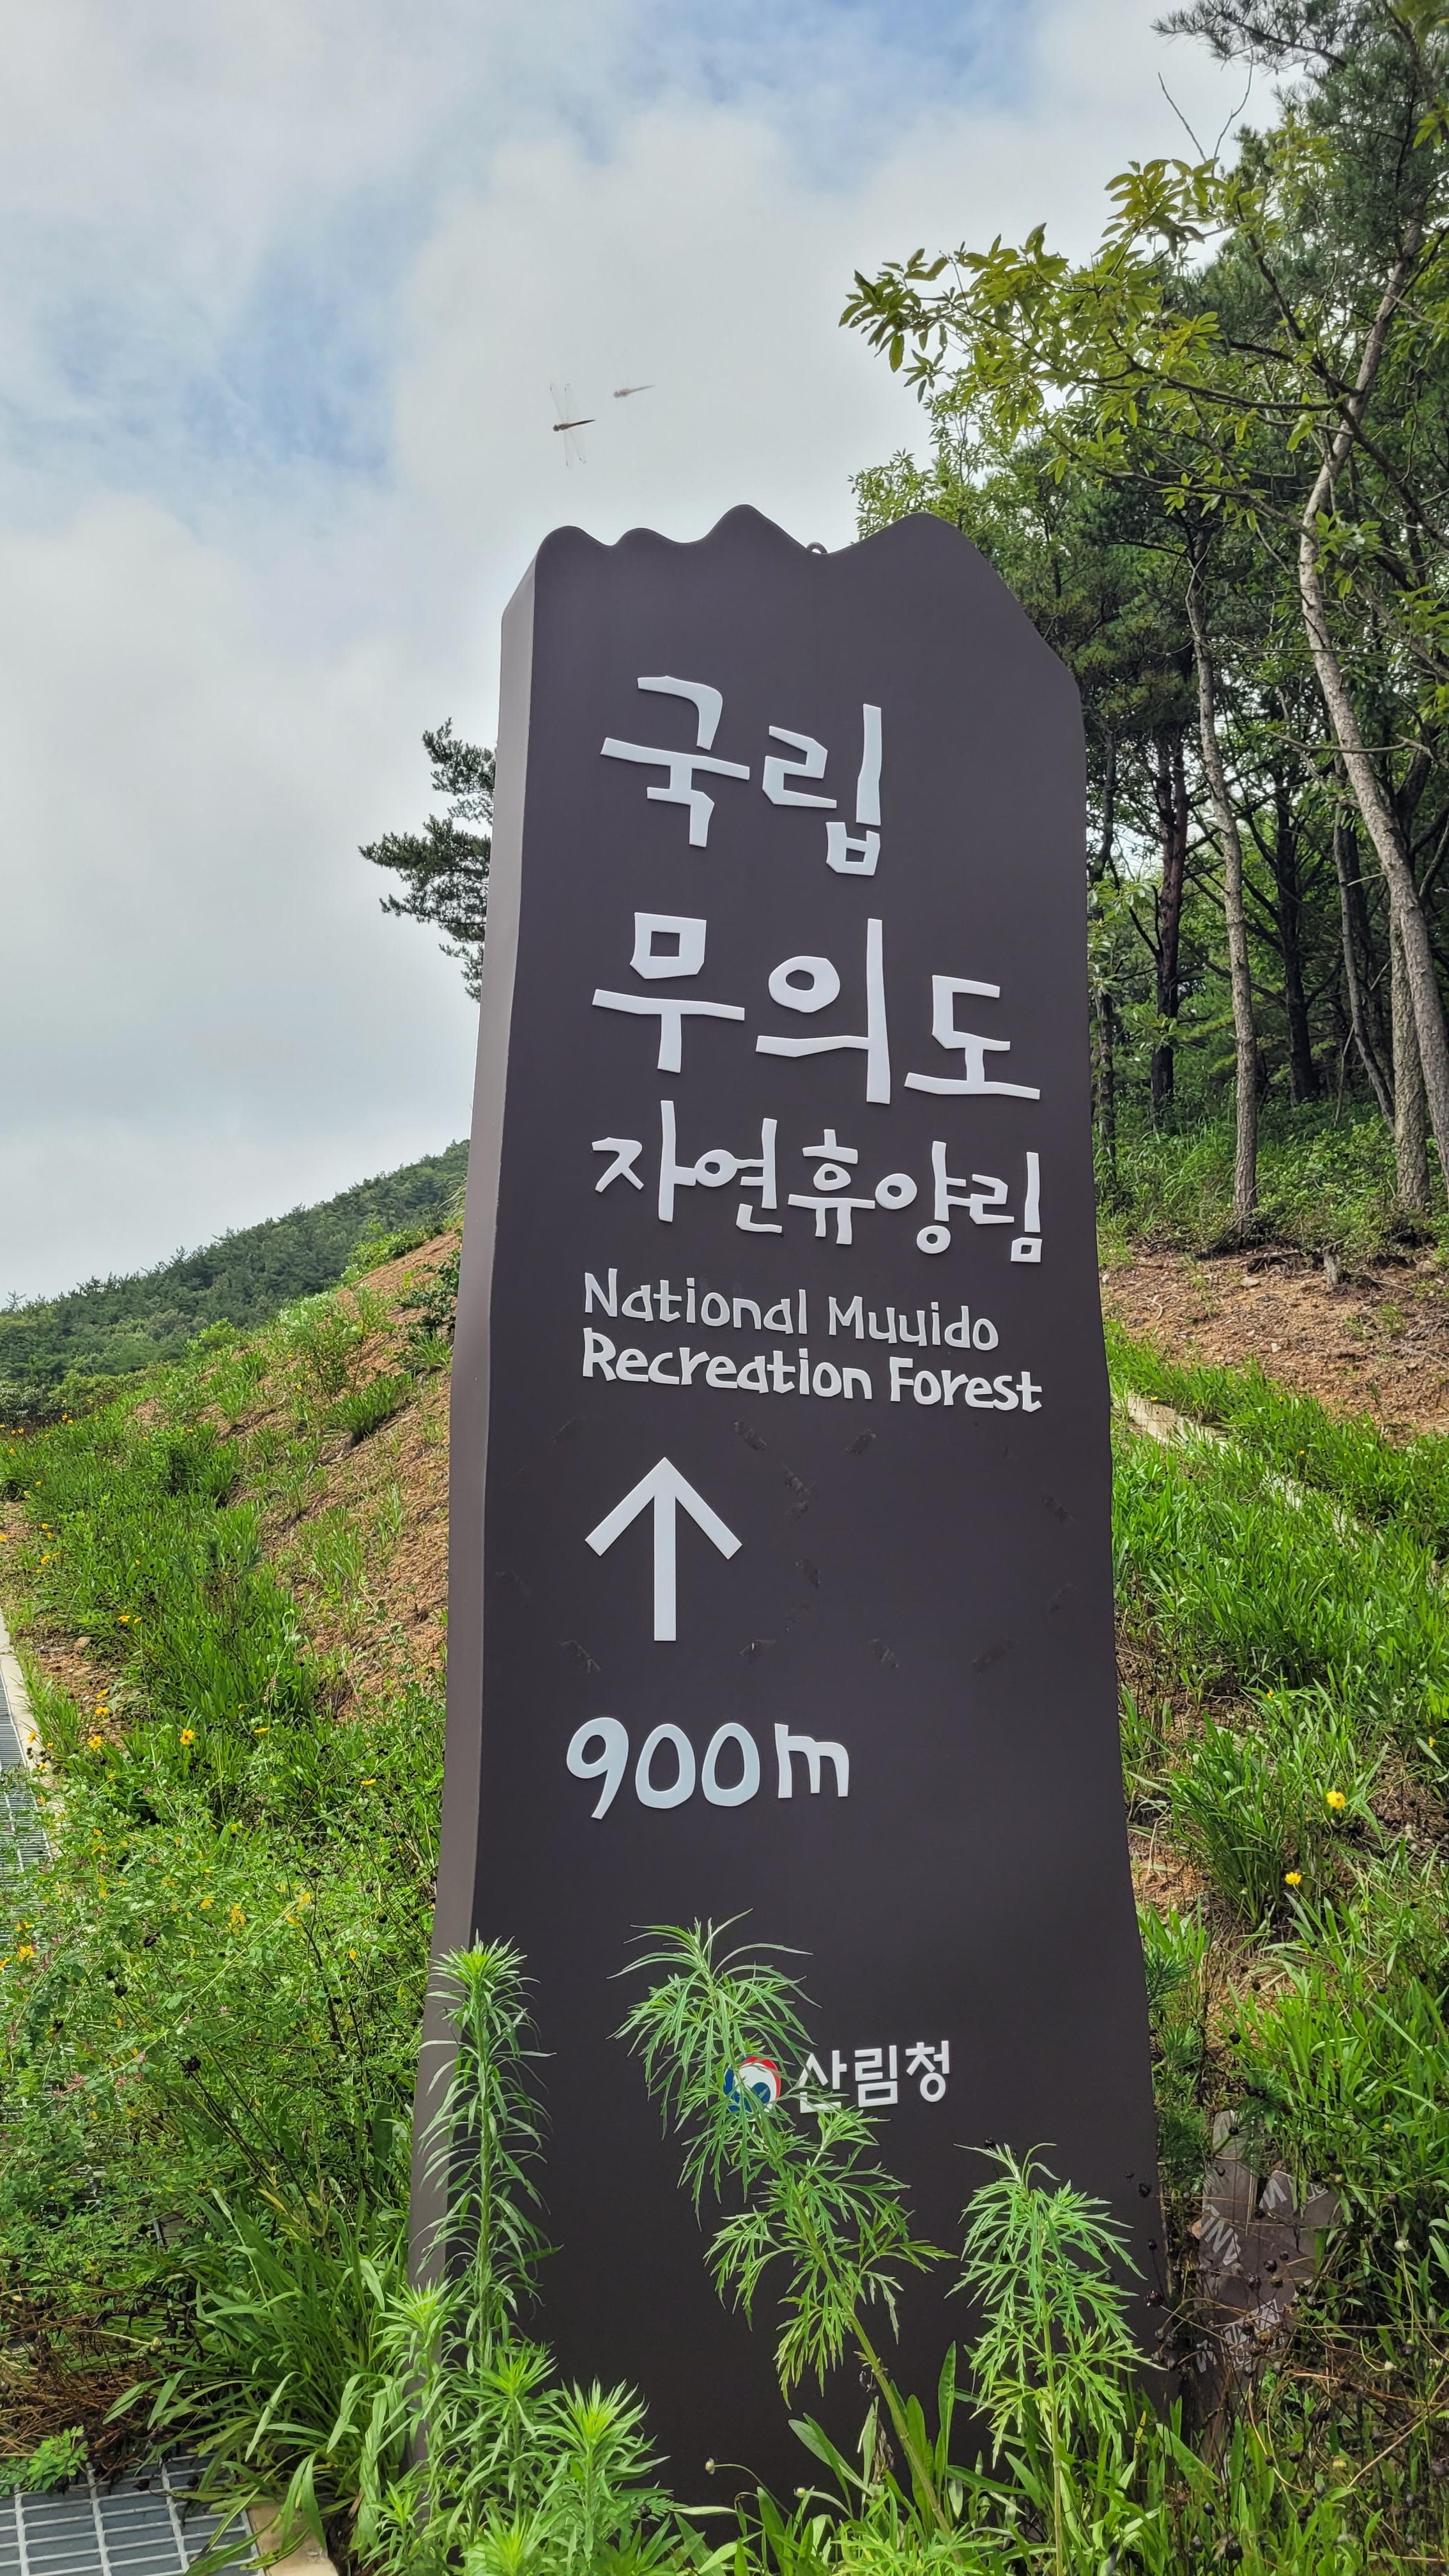 국립
무의도
자연휴양림
National Muuido
Recreation Forest
900m
산림청